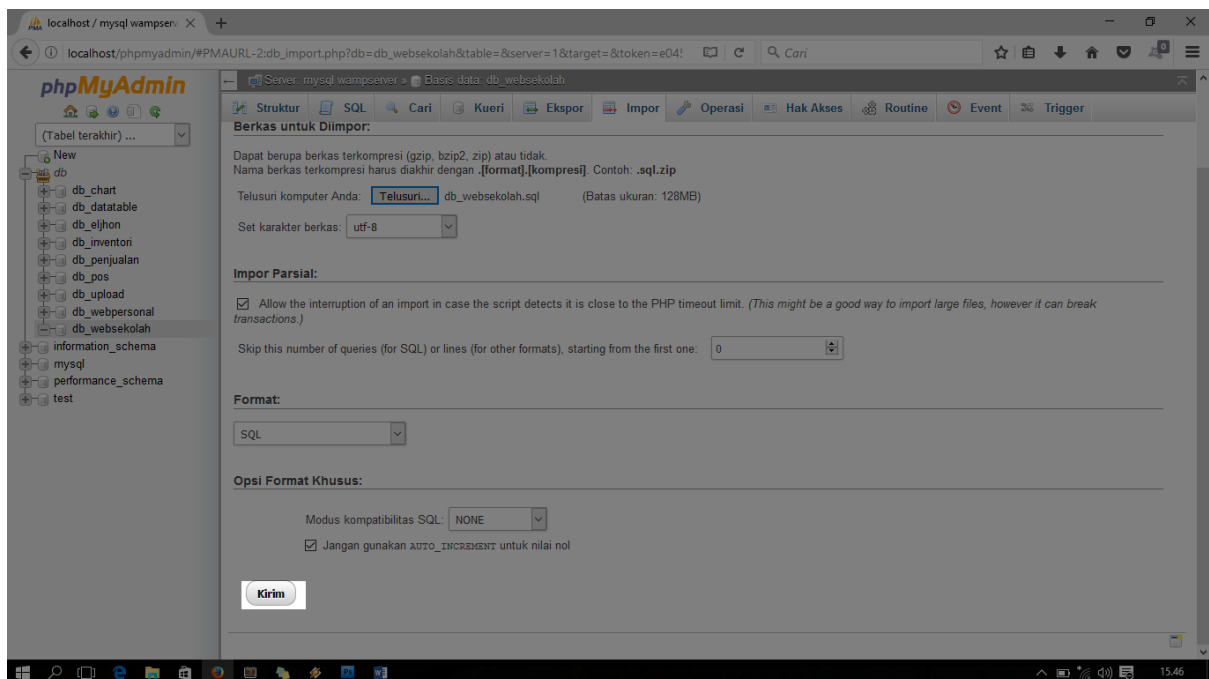 localhost / mysql wampserv
localhost/phpmyadmin/#PMAURL-2:db_import.php?db=db_websekolah&table=&server=1&target=&token=e04!
Cari
phpMyAdmin
(Tabel terakhir) ...
New
db
db_chart
db_datatable
db_eljhon
db_inventori
db_penjualan
db_pos
db_upload
db_webpersonal
db_websekolah
information_schema
mysql
performance_schema
test
Server: mysql wampserver » Basis data: db_websekolah
Struktur SQL Cari Kueri Ekspor Impor Operasi Hak Akses Routine Event Trigger
Berkas untuk Diimpor:
Dapat berupa berkas terkompresi (gzip, bzip2, zip) atau tidak.
Nama berkas terkompresi harus diakhir dengan .[format].[kompresi]. Contoh: .sql.zip
Telusuri komputer Anda: Telusuri... db_websekolah.sql (Batas ukuran: 128MB)
Set karakter berkas: utf-8
Impor Parsial:
Allow the interruption of an import in case the script detects it is close to the PHP timeout limit. (This might be a good way to import large files, however it can break
transactions.)
Skip this number of queries (for SQL) or lines (for other formats), starting from the first one: 0
Format:
SQL
Opsi Format Khusus:
Modus kompatibilitas SQL: NONE
Jangan gunakan AUTO_INCREMENT untuk nilai nol
Kirim
15.46